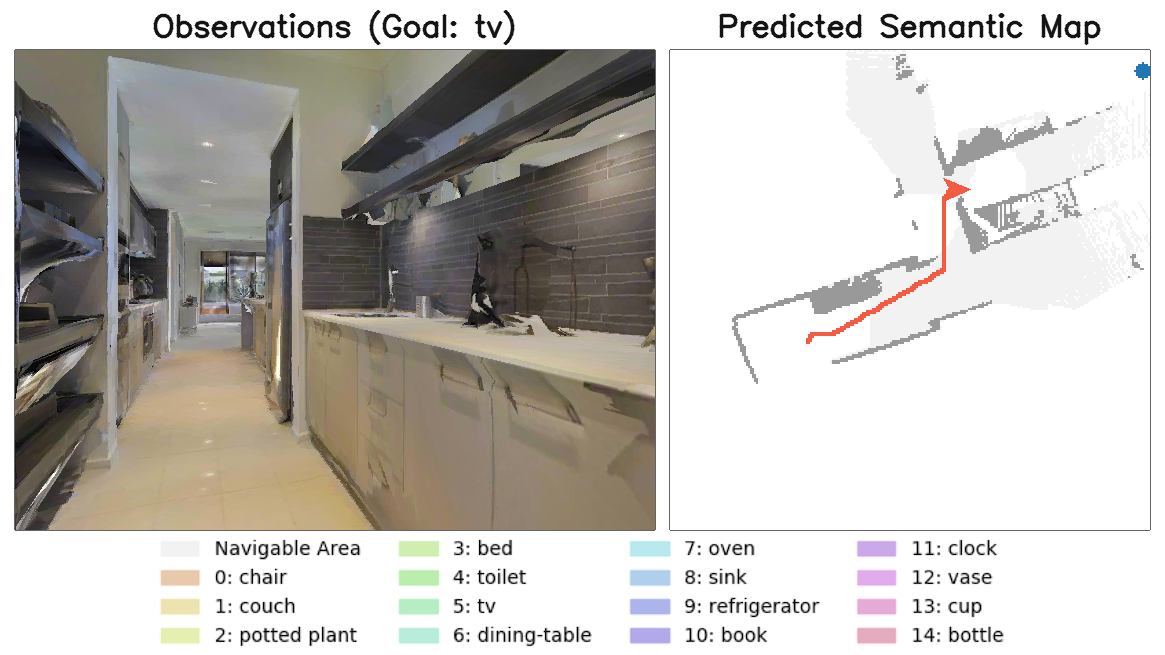 Observations (Goal: tv)
Predicted Semantic Map
Navigable Area
0: chair
1: couch
2: potted plant
3: bed
4: toilet
5: tv
6: dining-table
7: oven
8: sink
9: refrigerator
10: book
11: clock
12: vase
13: cup
14: bottle